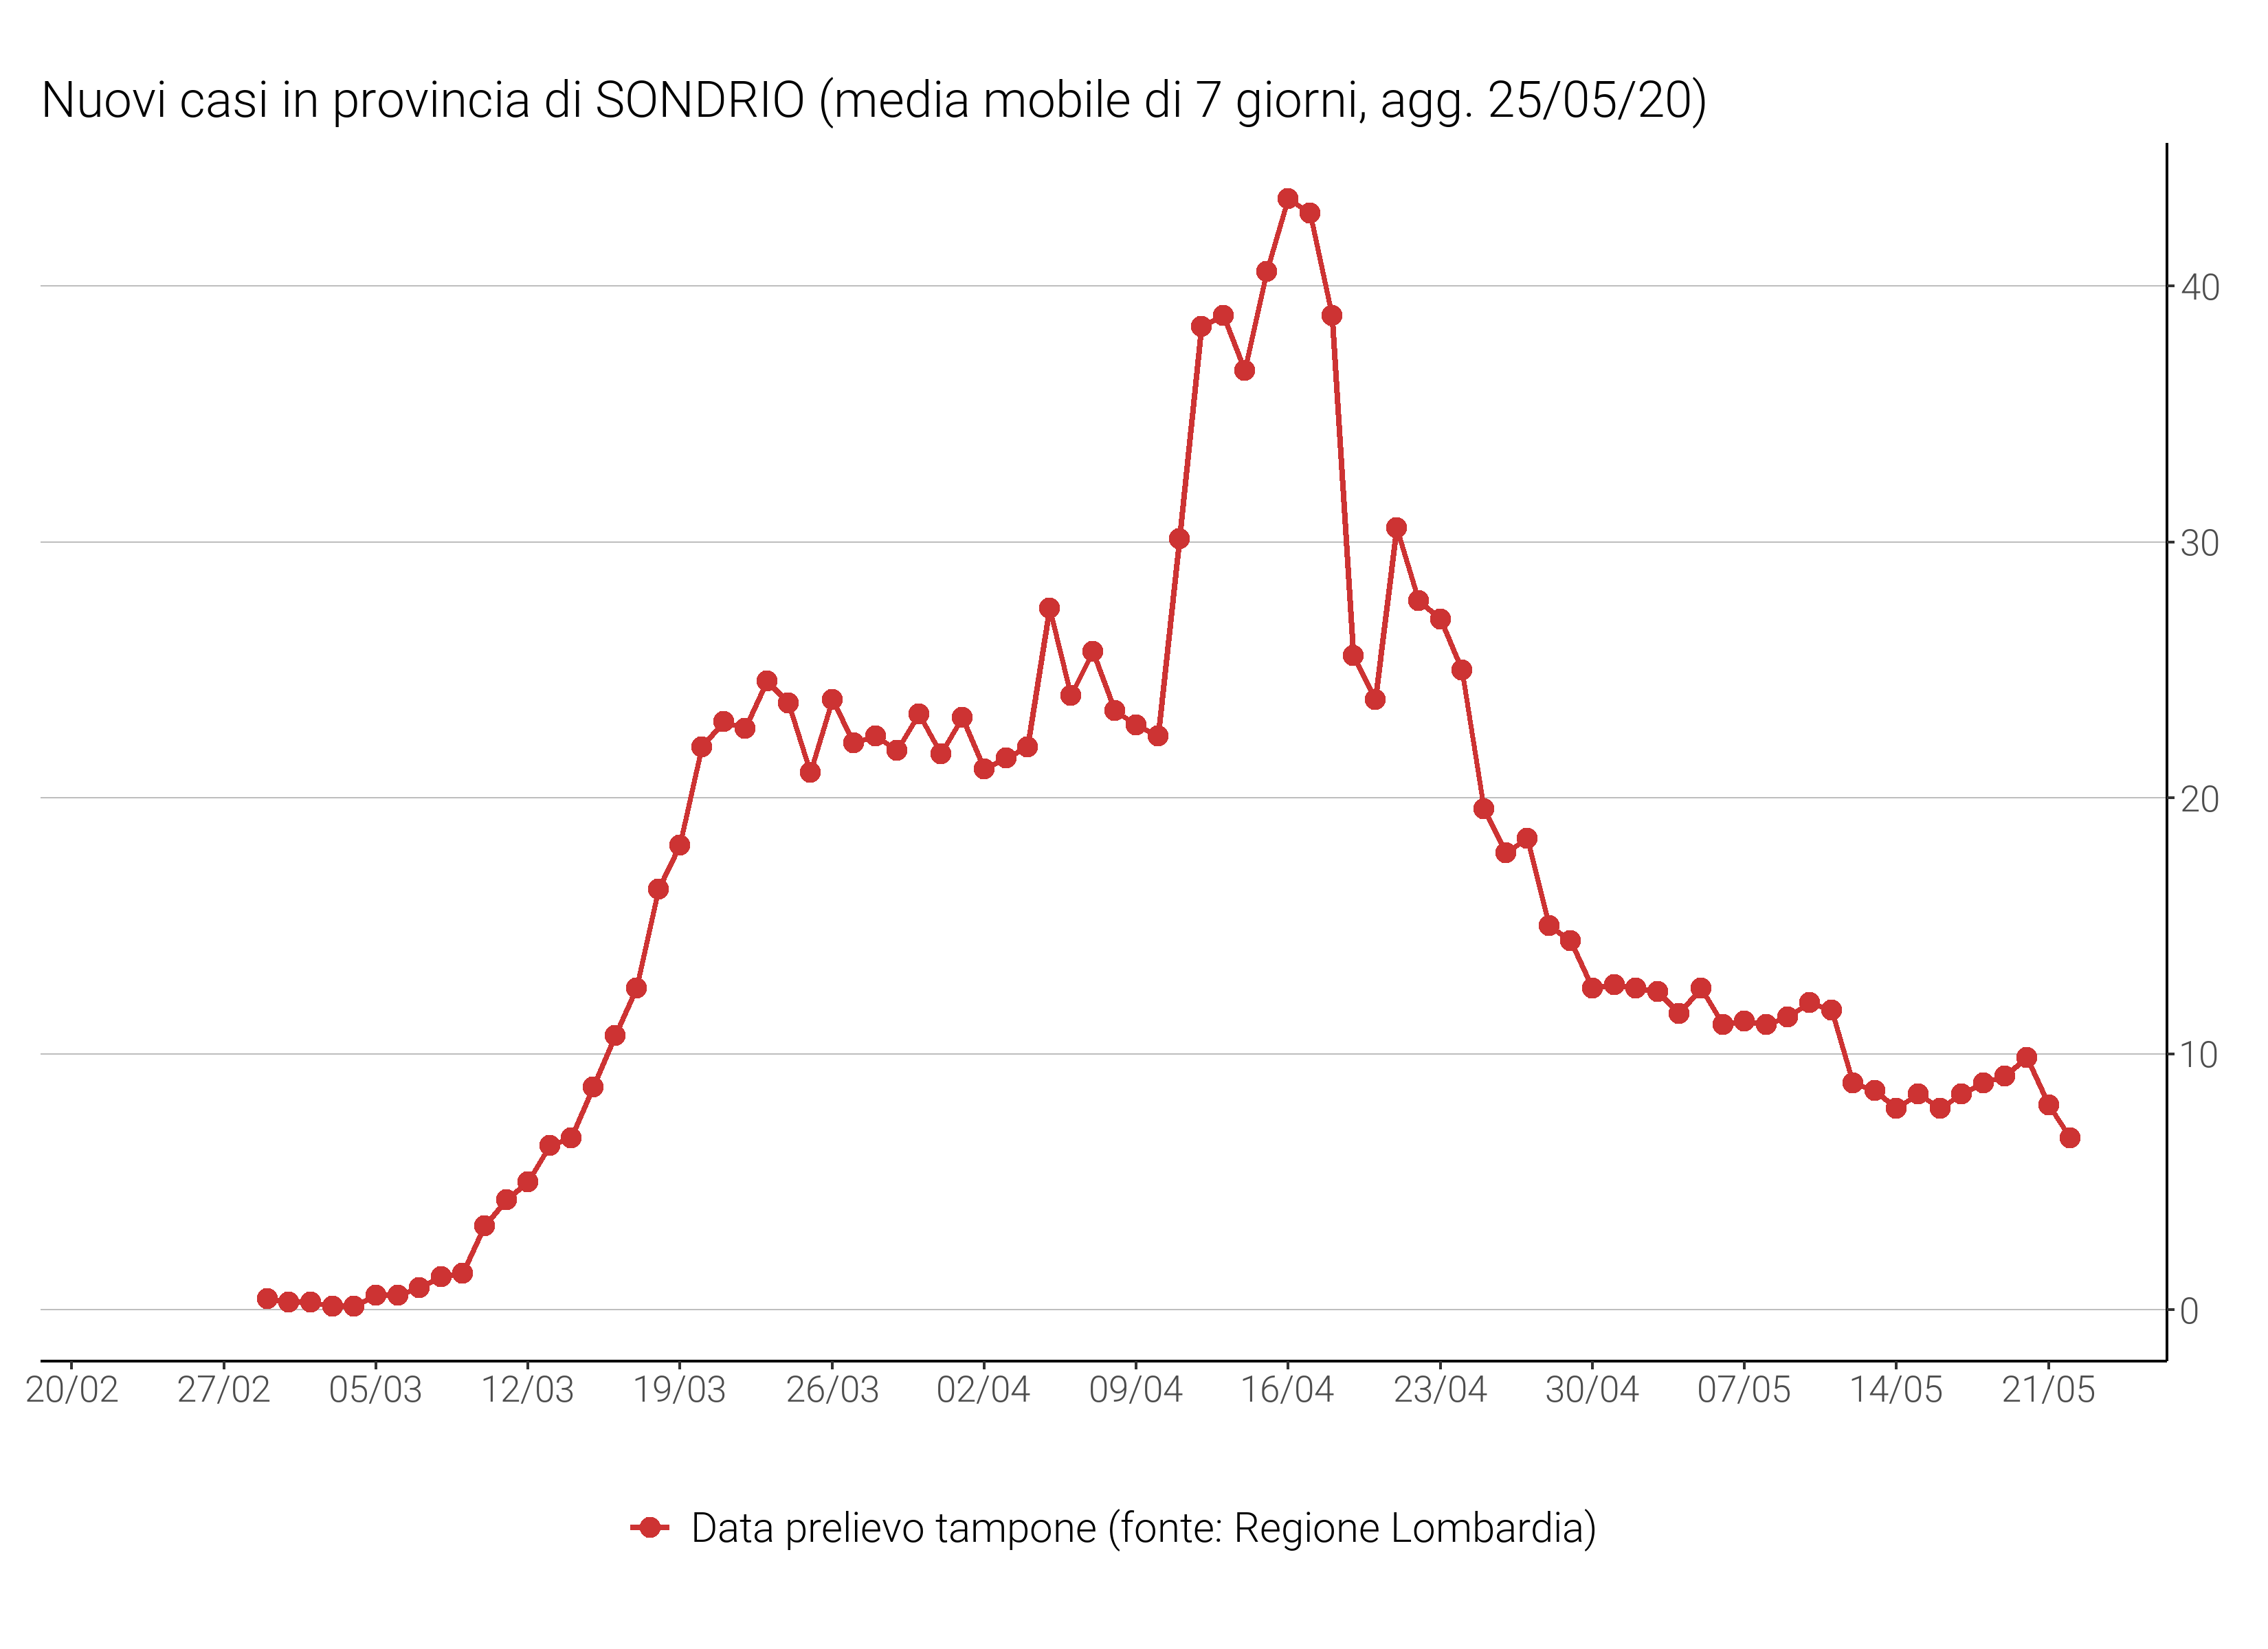 Nuovi casi in provincia di SONDRIO (media mobile di 7 giorni, agg. 25/05/20)
40
30
20
10
0
20/02 27/02 05/03 12/03 19/03 26/03 02/04 09/04 16/04 23/04 30/04 07/05 14/05 21/05
Data prelievo tampone (fonte: Regione Lombardia)